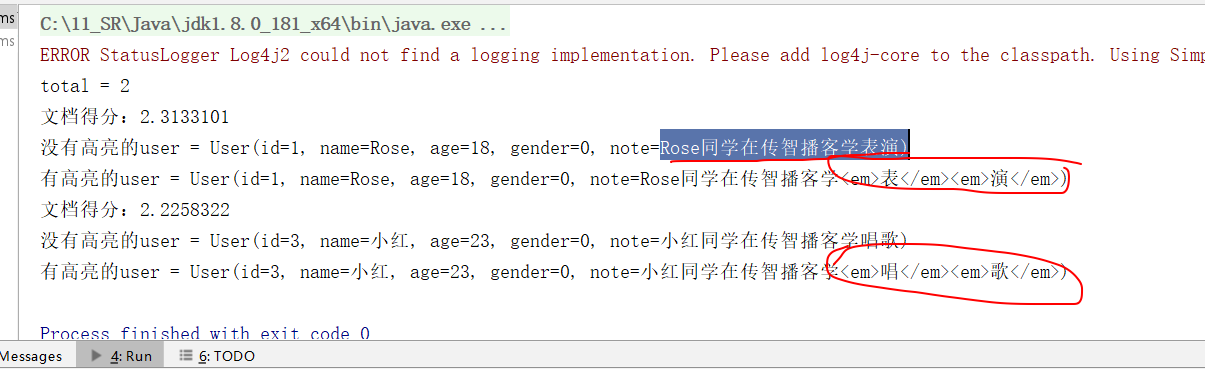 ms
C:\11_SR\Java\jdk1.8.0_181_x64\bin\java.exe ...
ms
ERROR StatusLogger Log4j2 could not find a logging implementation. Please add log4j-core to the classpath. Using Simp
total = 2
文档得分: 2.3133101
没有高亮的user = User(id=1, name=Rose, age=18, gender=0, note=Rose同学在传智播客学表演)
有高亮的user = User(id=1, name=Rose, age=18, gender=0, note=Rose同学在传智播客学<em>表</em><em>演</em>)
文档得分: 2.2258322
没有高亮的user = User(id=3, name=小红, age=23, gender=0, note=小红同学在传智播客学唱歌)
有高亮的user = User(id=3, name=小红, age=23, gender=0, note=小红同学在传智播客学<em>唱</em><em>歌</em>)
Process finished with exit code 0
Messages 4: Run 6: TODO